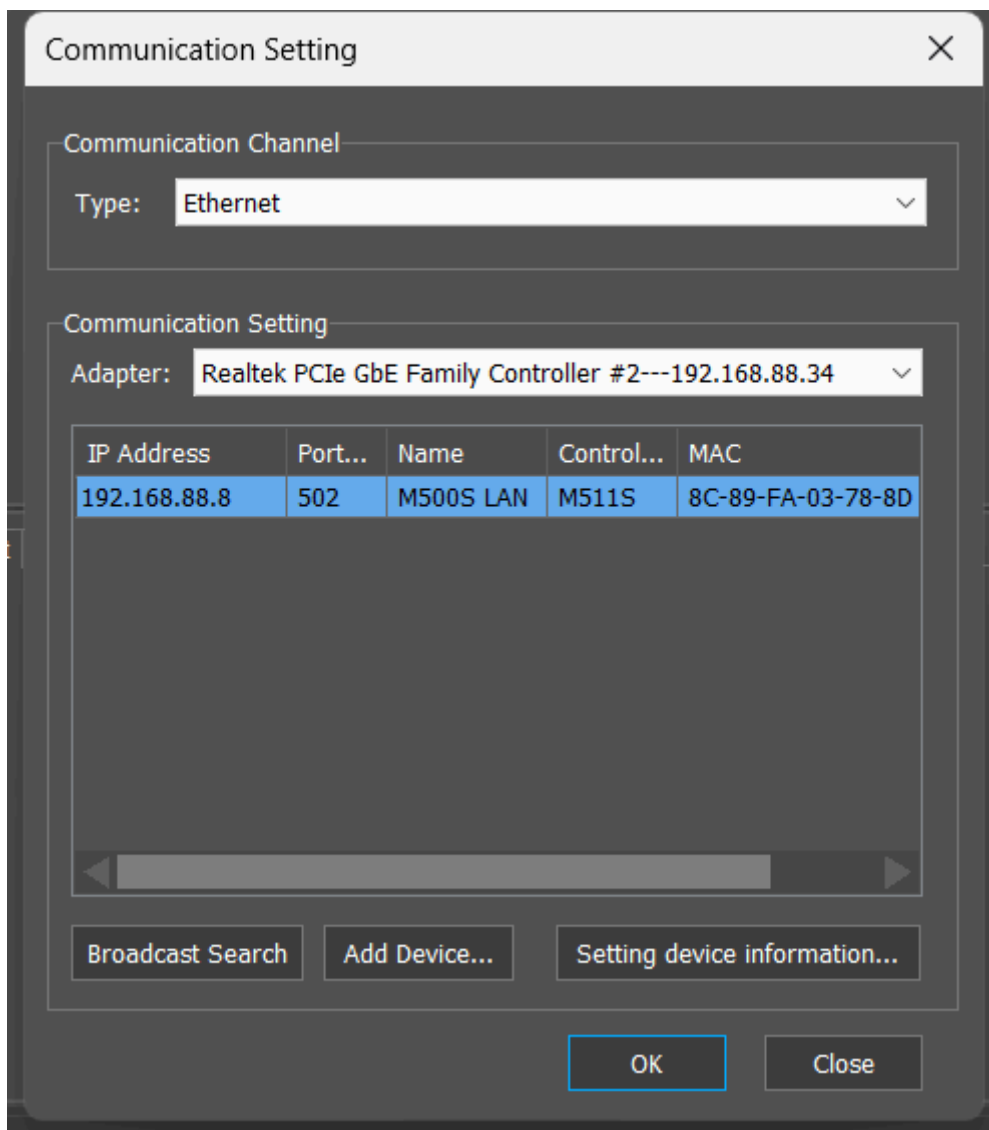 Communication Setting
Communication Channel
Type: Ethernet
Communication Setting
Adapter: Realtek PCIe GbE Family Controller #2---192.168.88.34
IP Address Port... Name Control... MAC
192.168.88.8 502 M500S LAN M511S 8C-89-FA-03-78-8D
Broadcast Search Add Device... Setting device information...
OK Close